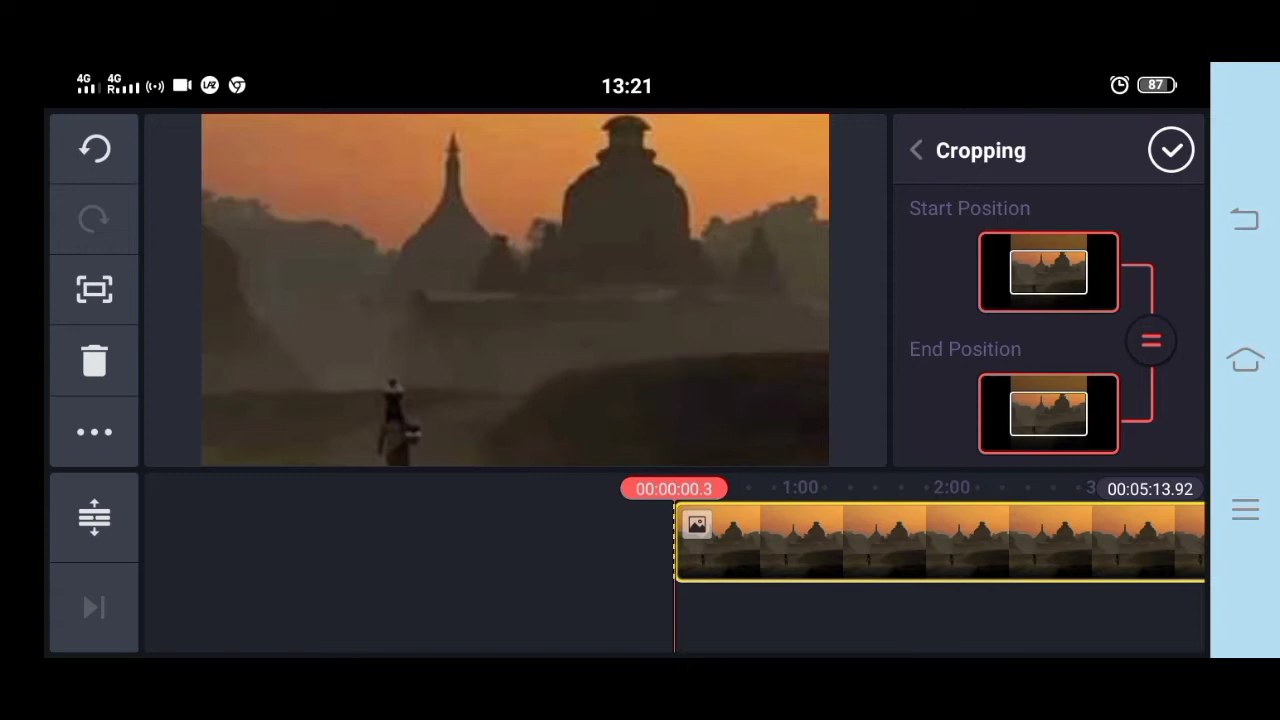 4G 4G 13:21 87
R
Cropping
Start Position
End Position
00:00:00.3 1:00 2:00 3 00:05:13.92